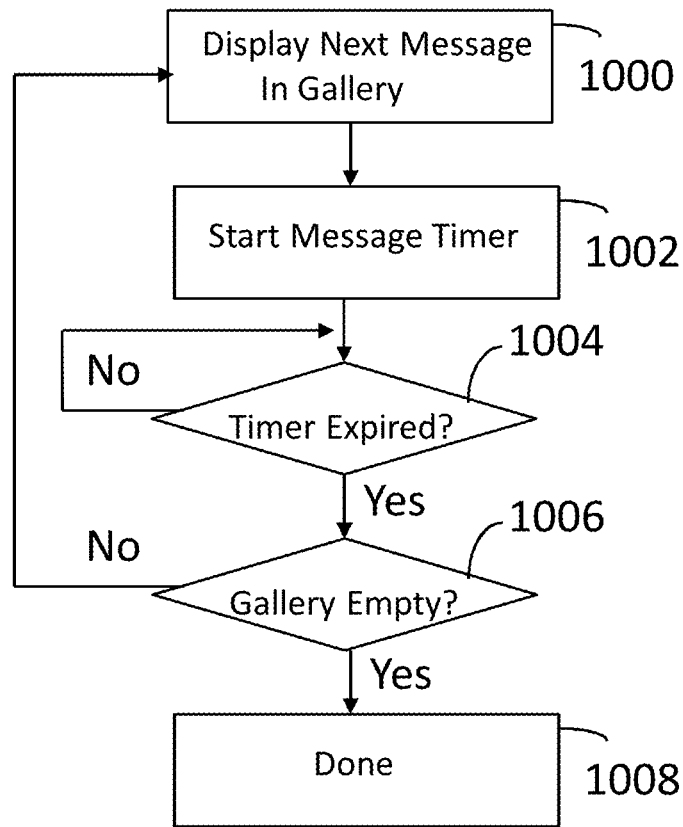 Display Next Message
In Gallery
1000
Start Message Timer
1002
No
1004
Timer Expired?
Yes
No
1006
Gallery Empty?
Yes
Done
1008